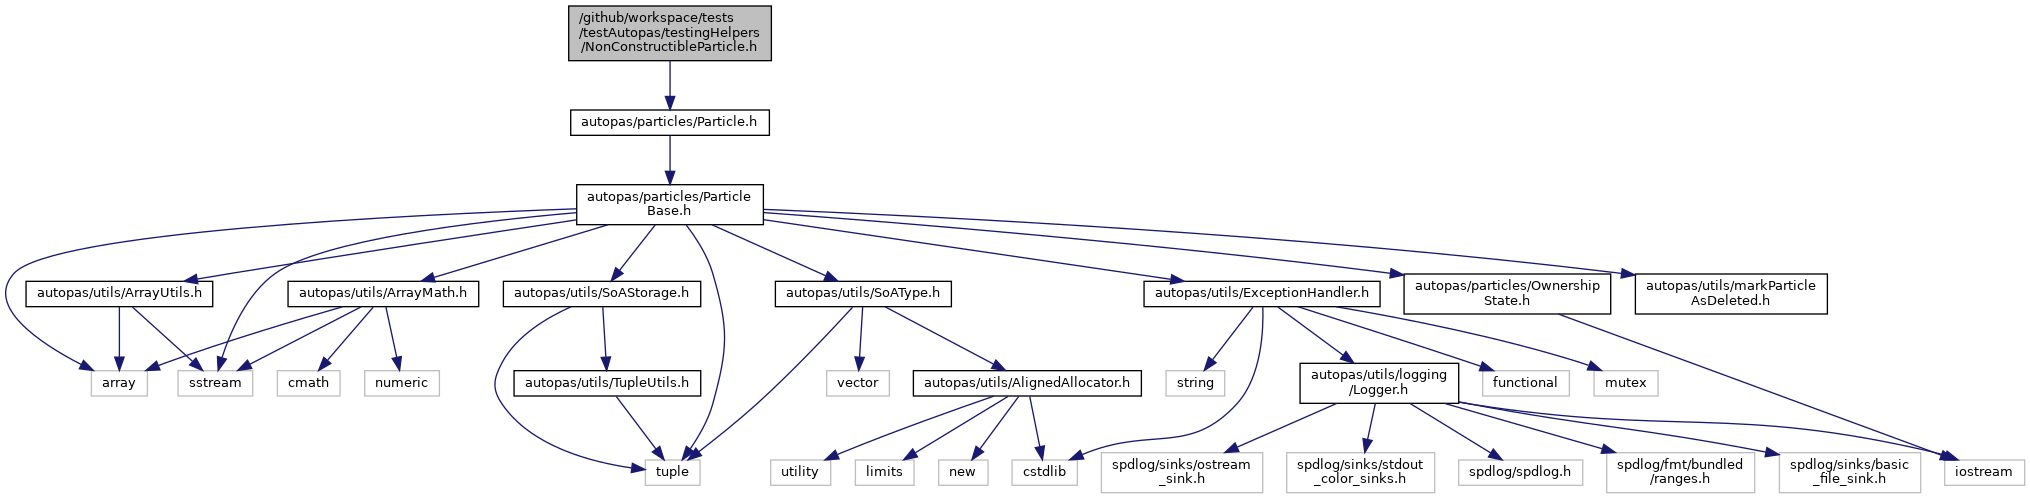 /github/workspace/tests
/testAutopas/testingHelpers
/NonConstructibleParticle.h
autopas/particles/Particle.h
autopas/particles/Particle
Base.h
autopas/utils/ArrayUtils.h
autopas/utils/ArrayMath.h
autopas/utils/SoAStorage.h
autopas/utils/SoAType.h
autopas/utils/ExceptionHandler.h
autopas/particles/Ownership
State.h
autopas/utils/markParticle
AsDeleted.h
array
sstream
cmath
numeric
autopas/utils/TupleUtils.h
vector
autopas/utils/AlignedAllocator.h
string
autopas/utils/logging
/Logger.h
functional
mutex
tuple
utility
limits
new
cstdlib
spdlog/sinks/ostream
_sink.h
spdlog/sinks/stdout
_color_sinks.h
spdlog/spdlog.h
spdlog/fmt/bundled
/ranges.h
spdlog/sinks/basic
_file_sink.h
iostream